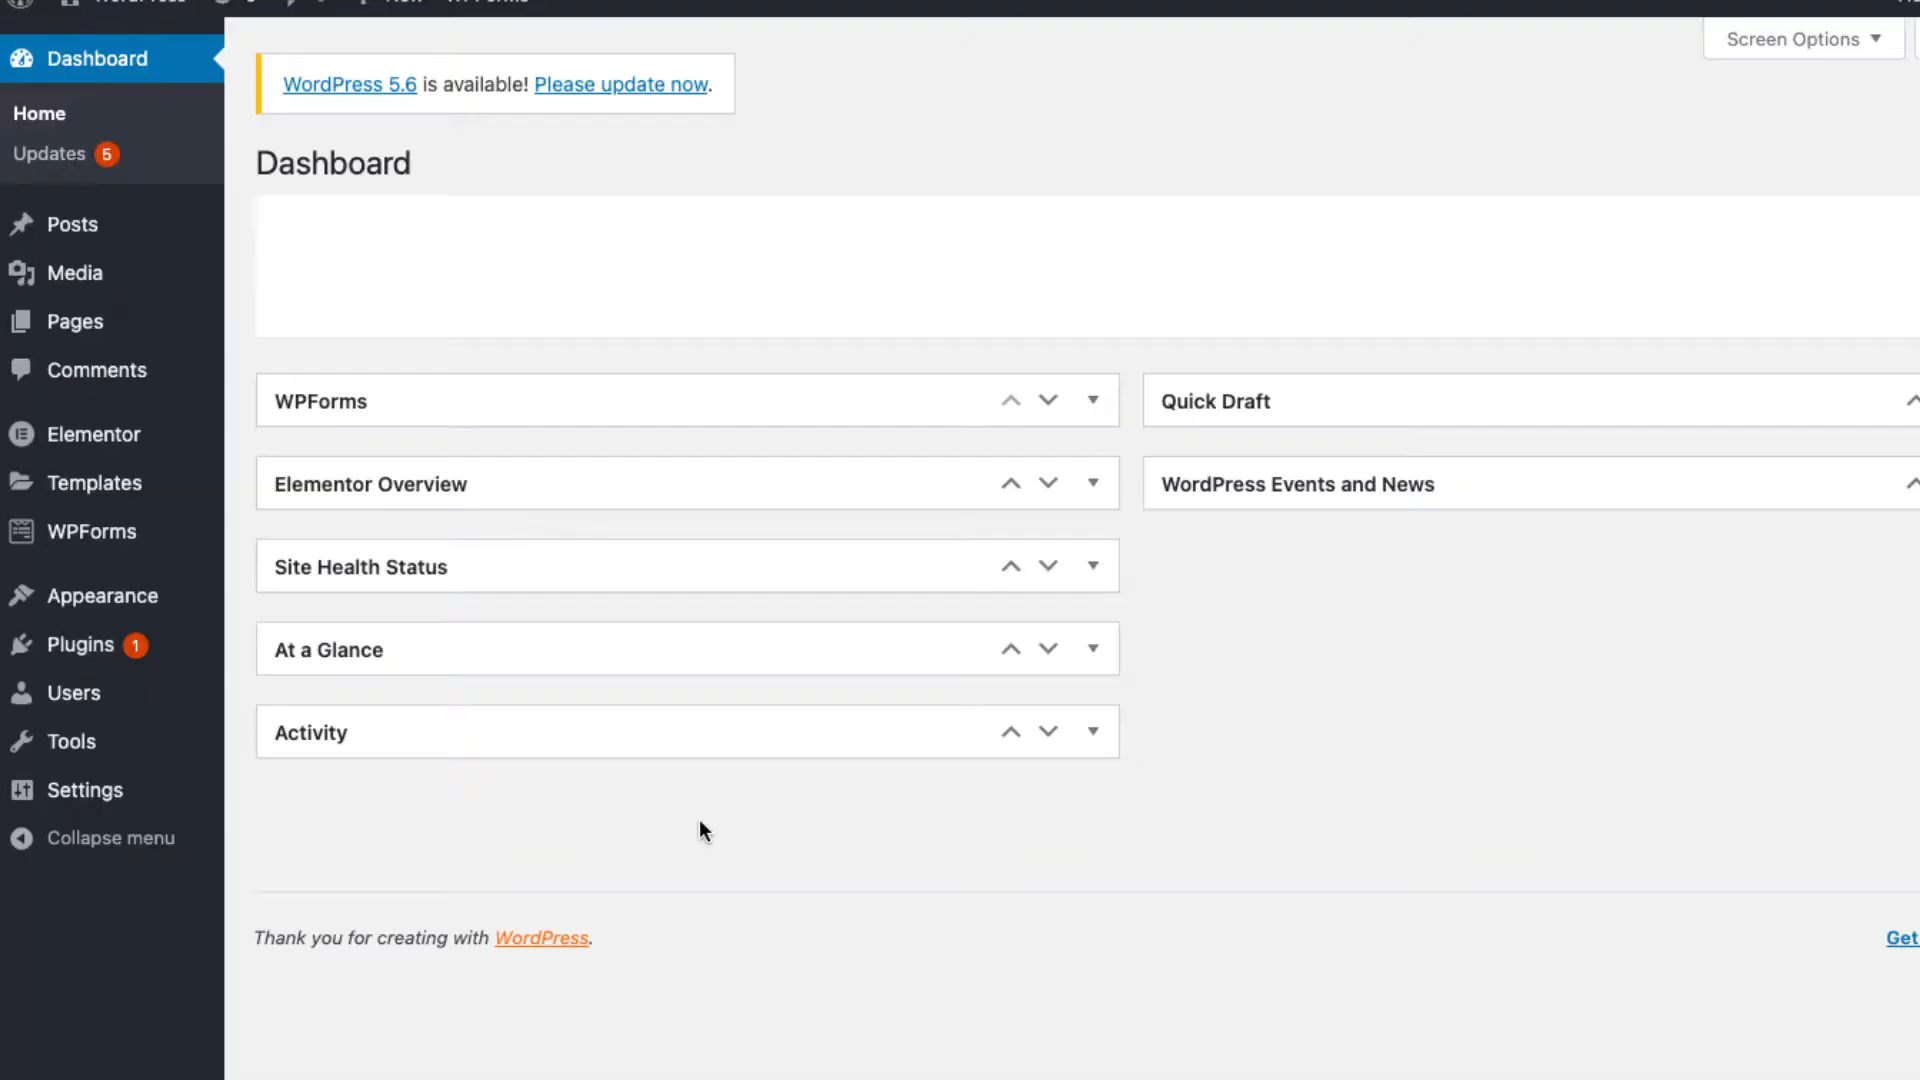 Dashboard
Home
Updates 5
Posts
Media
Pages
Comments
Elementor
Templates
WPForms
Appearance
Plugins 1
Users
Tools
Settings
Collapse menu
Screen Options
WordPress 5.6 is available! Please update now.
Dashboard
WPForms
Elementor Overview
Site Health Status
At a Glance
Activity
Quick Draft
WordPress Events and News
Thank you for creating with WordPress.
Get